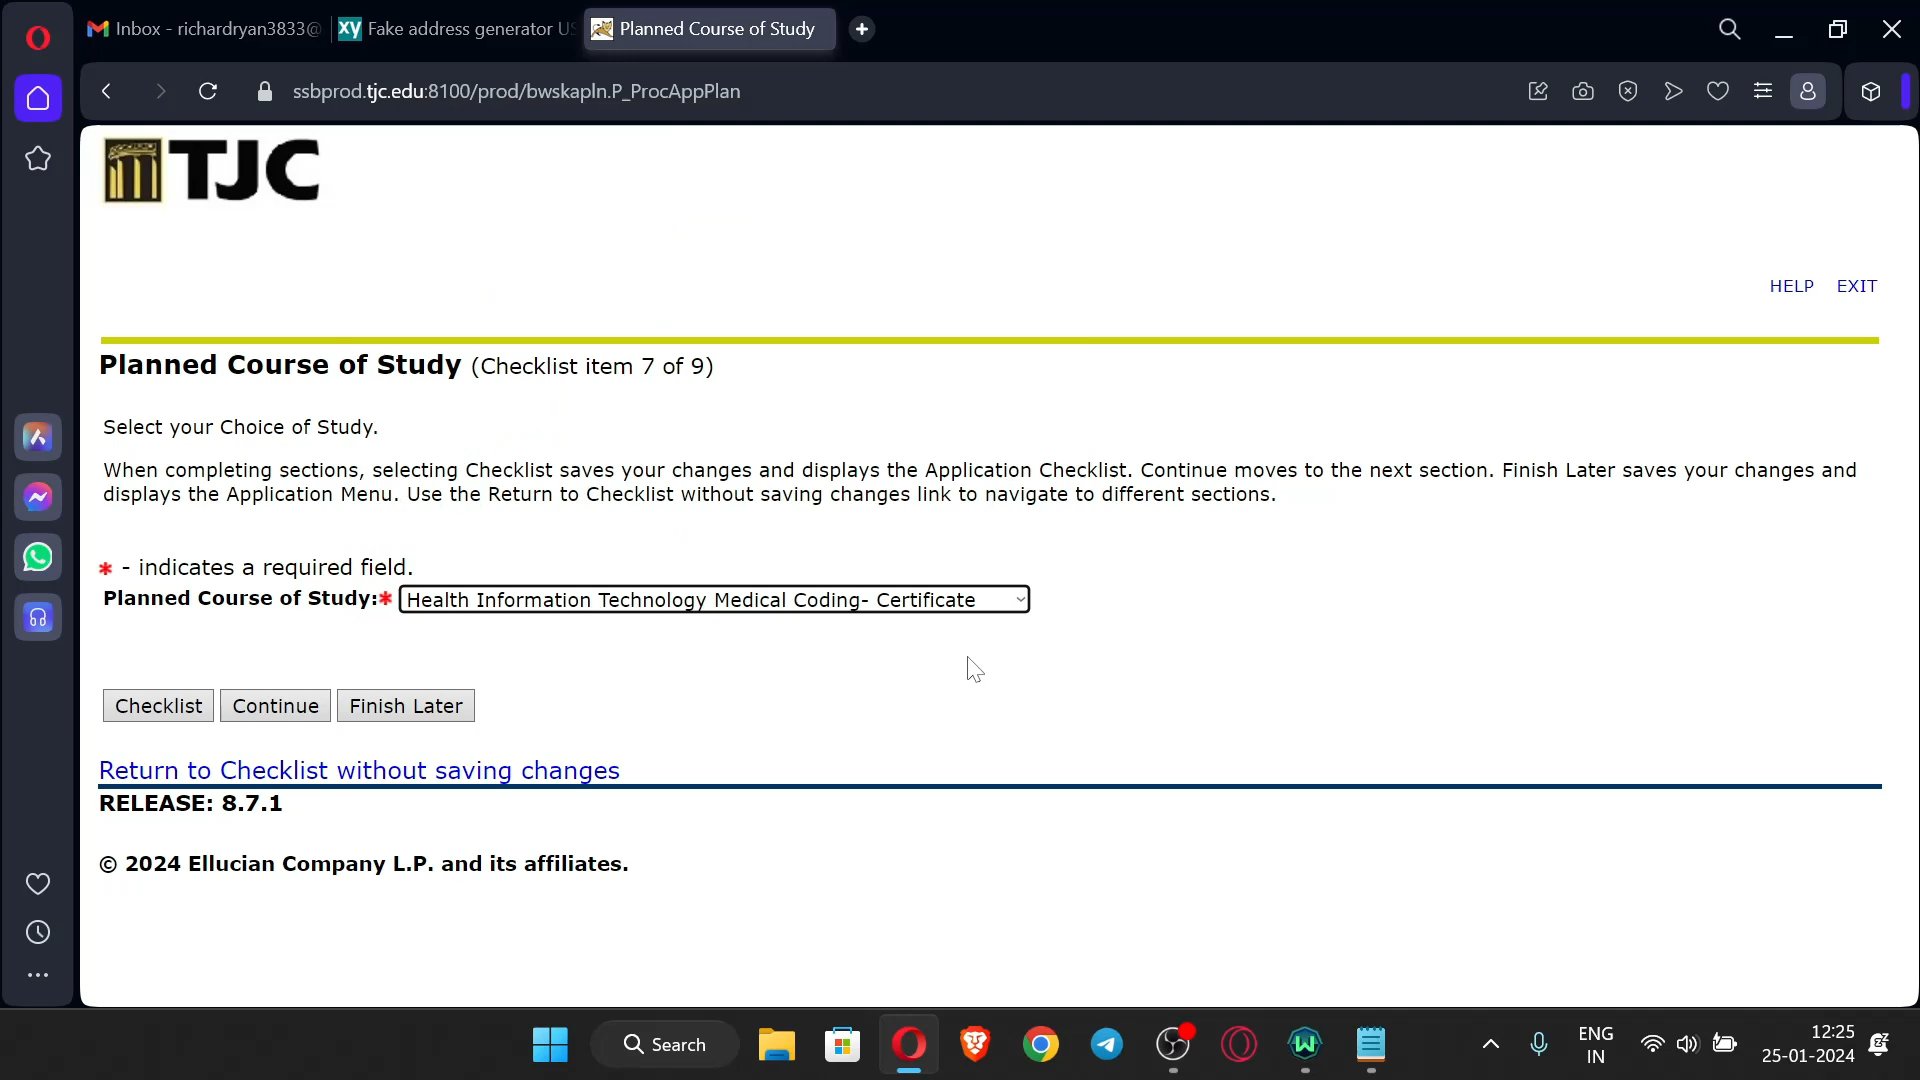 Inbox - richardryan3833@
Fake address generator US
Planned Course of Study
ssbprod.tjc.edu:8100/prod/bwskapln.P_ProcAppPlan
TJC
HELP EXIT
Planned Course of Study (Checklist item 7 of 9)
Select your Choice of Study.
When completing sections, selecting Checklist saves your changes and displays the Application Checklist. Continue moves to the next section. Finish Later saves your changes and
displays the Application Menu. Use the Return to Checklist without saving changes link to navigate to different sections.
* - indicates a required field.
Planned Course of Study:* Health Information Technology Medical Coding- Certificate
Checklist Continue Finish Later
Return to Checklist without saving changes
RELEASE: 8.7.1
© 2024 Ellucian Company L.P. and its affiliates.
Search
ENG
IN
12:25
25-01-2024